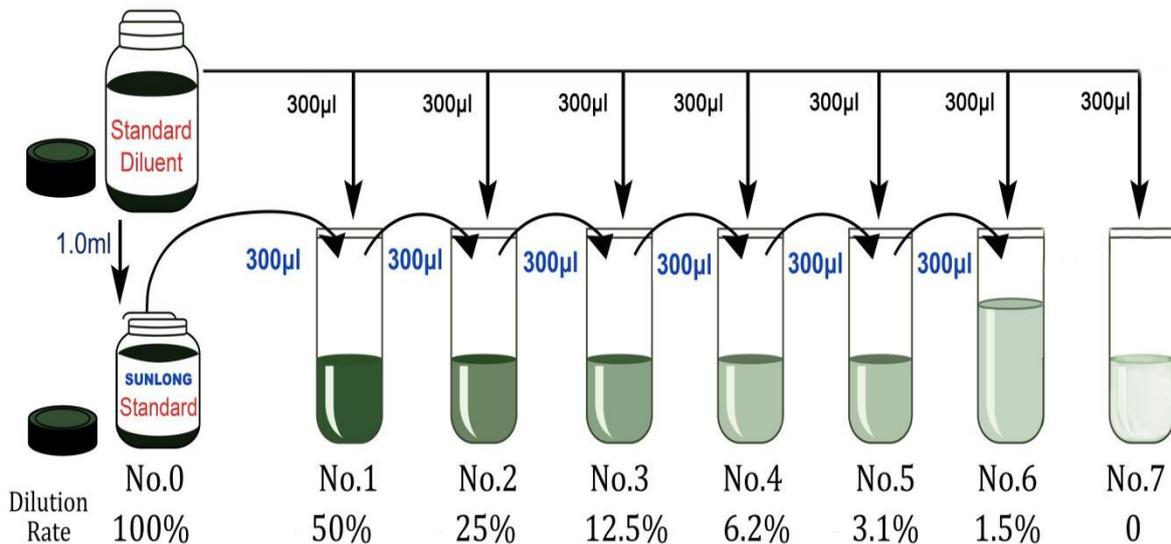 300µl 300µl 300µl 300µl 300µl 300µl 300µl
Standard
Diluent
1.0ml
300µl 300µl 300µl 300µl 300µl 300µl
SUNLONG
Standard
No.0 No.1 No.2 No.3 No.4 No.5 No.6 No.7
Dilution
Rate
100% 50% 25% 12.5% 6.2% 3.1% 1.5% 0